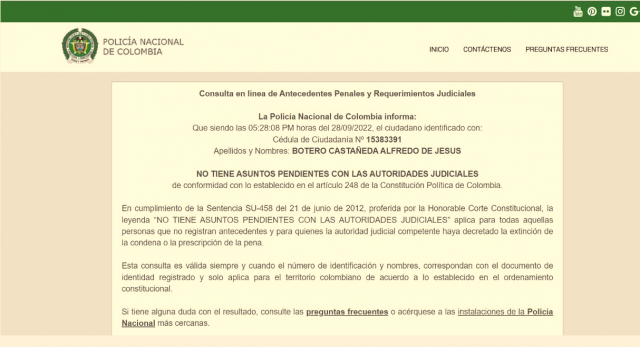 POLICÍA NACIONAL
DE COLOMBIA
INICIO CONTÁCTENOS PREGUNTAS FRECUENTES
Consulta en línea de Antecedentes Penales y Requerimientos Judiciales
La Policía Nacional de Colombia informa:
Que siendo las 05:28:08 PM horas del 28/09/2022, el ciudadano identificado con:
Cédula de Ciudadanía Nº 15383391
Apellidos y Nombres: BOTERO CASTAÑEDA ALFREDO DE JESUS
NO TIENE ASUNTOS PENDIENTES CON LAS AUTORIDADES JUDICIALES
de conformidad con lo establecido en el artículo 248 de la Constitución Política de Colombia.
En cumplimiento de la Sentencia SU-458 del 21 de junio de 2012, proferida por la Honorable Corte Constitucional, la
leyenda "NO TIENE ASUNTOS PENDIENTES CON LAS AUTORIDADES JUDICIALES" aplica para todas aquellas
personas que no registran antecedentes y para quienes la autoridad judicial competente haya decretado la extinción de
la condena o la prescripción de la pena.
Esta consulta es válida siempre y cuando el número de identificación y nombres, correspondan con el documento de
identidad registrado y solo aplica para el territorio colombiano de acuerdo a lo establecido en el ordenamiento
constitucional.
Si tiene alguna duda con el resultado, consulte las preguntas frecuentes o acérquese a las instalaciones de la Policía
Nacional más cercanas.